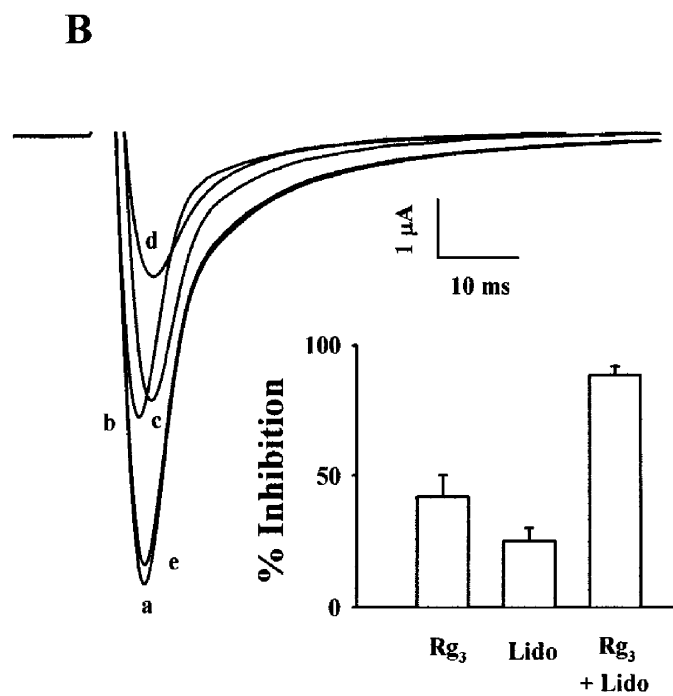 B
d
1 μA
10 ms
b
c
e
a
% Inhibition
100
50
0
Rg₃
Lido
Rg₃
+ Lido